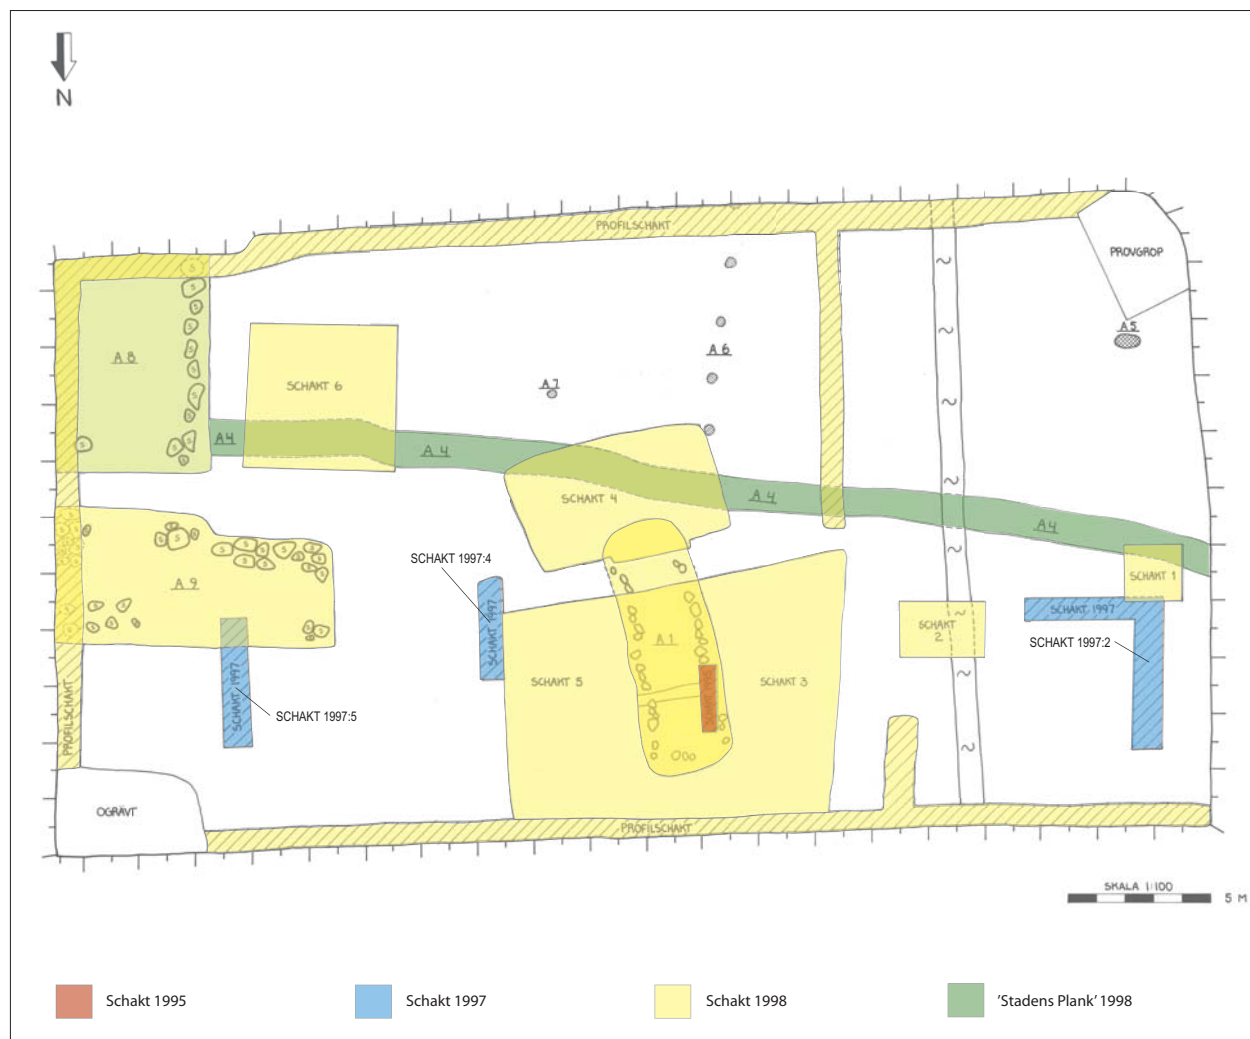 N
PROFILSCHAKT
PROVGROP
A 5
A 8
A 6
SCHAKT 6
A 7
A4
A 4
SCHAKT 4
A 4
A4
SCHAKT 1997:4
SCHAKT 1
A 9
SCHAKT 1997
SCHAKT 1997
SCHAKT
2
SCHAKT 1997:2
A 1
SCHAKT 5
SCHAKT 3
SCHAKT 1997
SCHAKT 1997:5
PROFILSCHAKT
OGRÄVT
PROFILSCHAKT
SKALA 1:100
5 M
Schakt 1995
Schakt 1997
Schakt 1998
'Stadens Plank' 1998